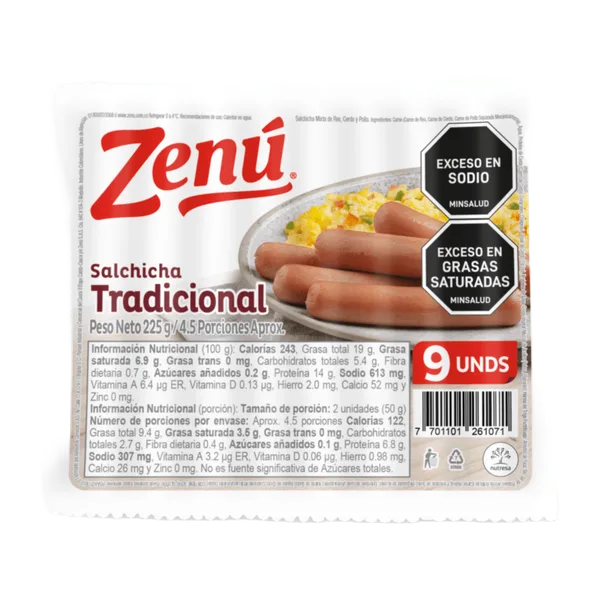 Salchicha Mixta de Res, Cerdo y Pollo. Ingredientes: Carne
Zenú
EXCESO EN
SODIO
MINSALUD
EXCESO EN
GRASAS
SATURADAS
MINSALUD
Salchicha
Tradicional
Peso Neto 225 g / 4.5 Porciones Aprox.
Información Nutricional (100 g): Calorías 243, Grasa total 19 g, Grasa
saturada 6.9 g, Grasa trans 0 mg, Carbohidratos totales 5.4 g, Fibra
dietaria 0.7 g, Azúcares añadidos 0.2 g, Proteína 14 g, Sodio 613 mg,
Vitamina A 6.4 µg ER, Vitamina D 0.13 µg, Hierro 2.0 mg, Calcio 52 mg y
Zinc 0 mg.
Información Nutricional (porción): Tamaño de porción: 2 unidades (50 g)
Número de porciones por envase: Aprox. 4.5 porciones Calorías 122,
Grasa total 9.4 g, Grasa saturada 3.5 g, Grasa trans 0 mg, Carbohidratos
totales 2.7 g, Fibra dietaria 0.4 g, Azúcares añadidos 0.1 g, Proteína 6.8 g,
Sodio 307 mg, Vitamina A 3.2 µg ER, Vitamina D 0.06 µg, Hierro 0.98 mg,
Calcio 26 mg y Zinc 0 mg. No es fuente significativa de Azúcares totales.
9 UNDS
7 701101 261071
nutresa